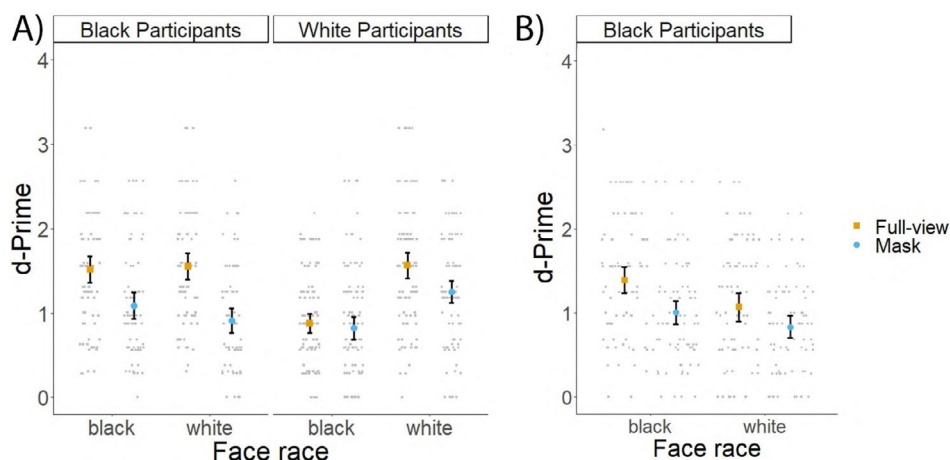 A)
Black Participants
White Participants
d-Prime
4
3
2
1
0
black
white
black
white
Face race
B)
Black Participants
d-Prime
4
3
2
1
0
black
white
Face race
Full-view
Mask